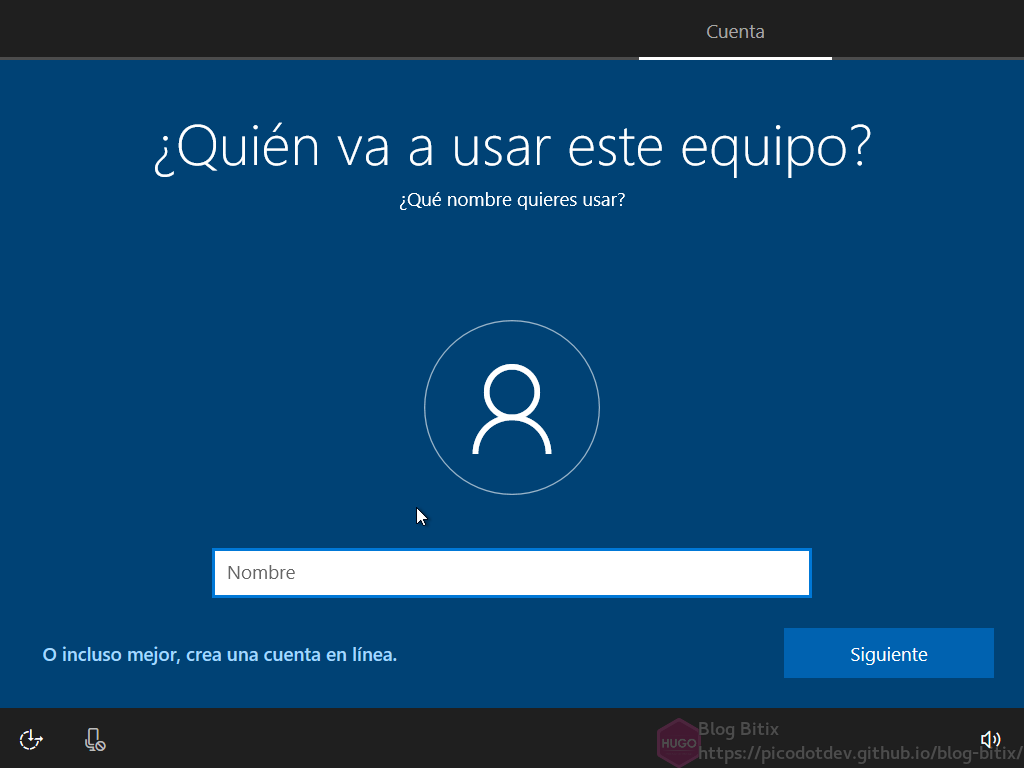 Cuenta
¿Quién va a usar este equipo?
¿Qué nombre quieres usar?
Nombre
O incluso mejor, crea una cuenta en línea.
Siguiente
HUGO
Blog Bitix
https://picodotdev.github.io/blog-bitix/